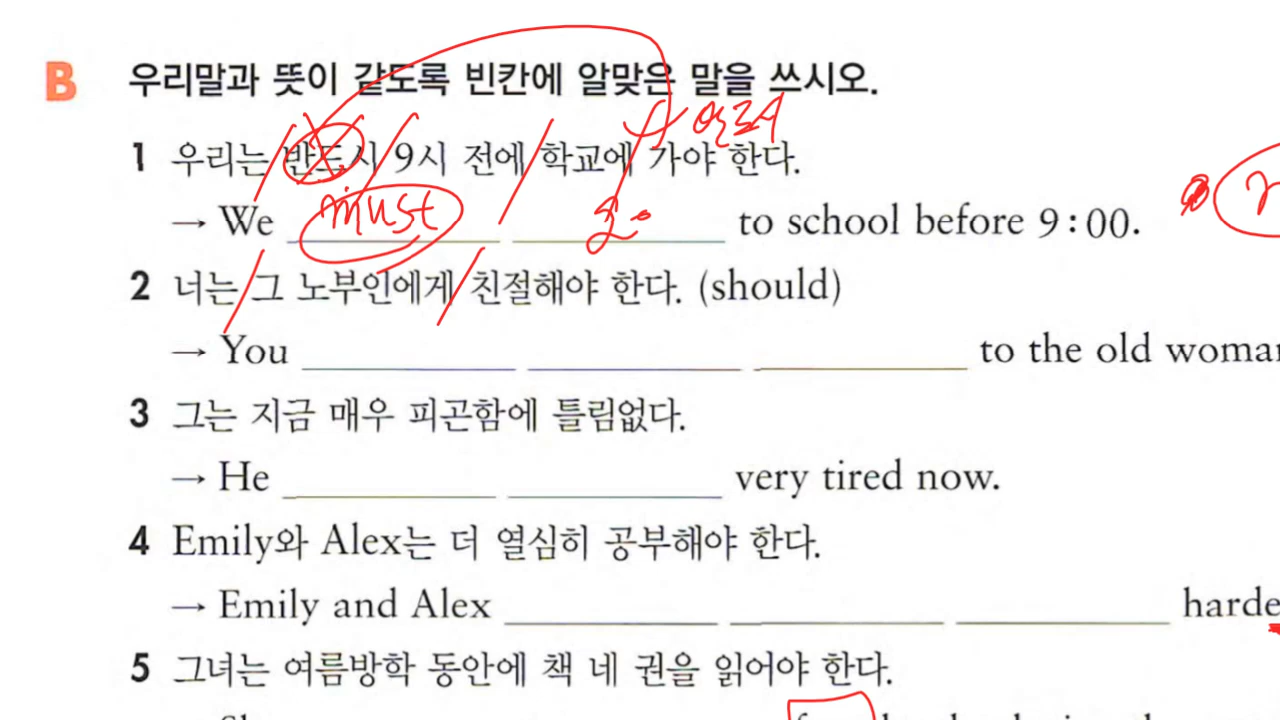 B 우리말과 뜻이 같도록 빈칸에 알맞은 말을 쓰시오.
1 우리는 반드시 9시 전에 학교에 가야 한다.
→ We must go to school before 9:00.
2 너는 그 노부인에게 친절해야 한다. (should)
→ You to the old woman
3 그는 지금 매우 피곤함에 틀림없다.
→ He very tired now.
4 Emily와 Alex는 더 열심히 공부해야 한다.
→ Emily and Alex harde
5 그녀는 여름방학 동안에 책 네 권을 읽어야 한다.